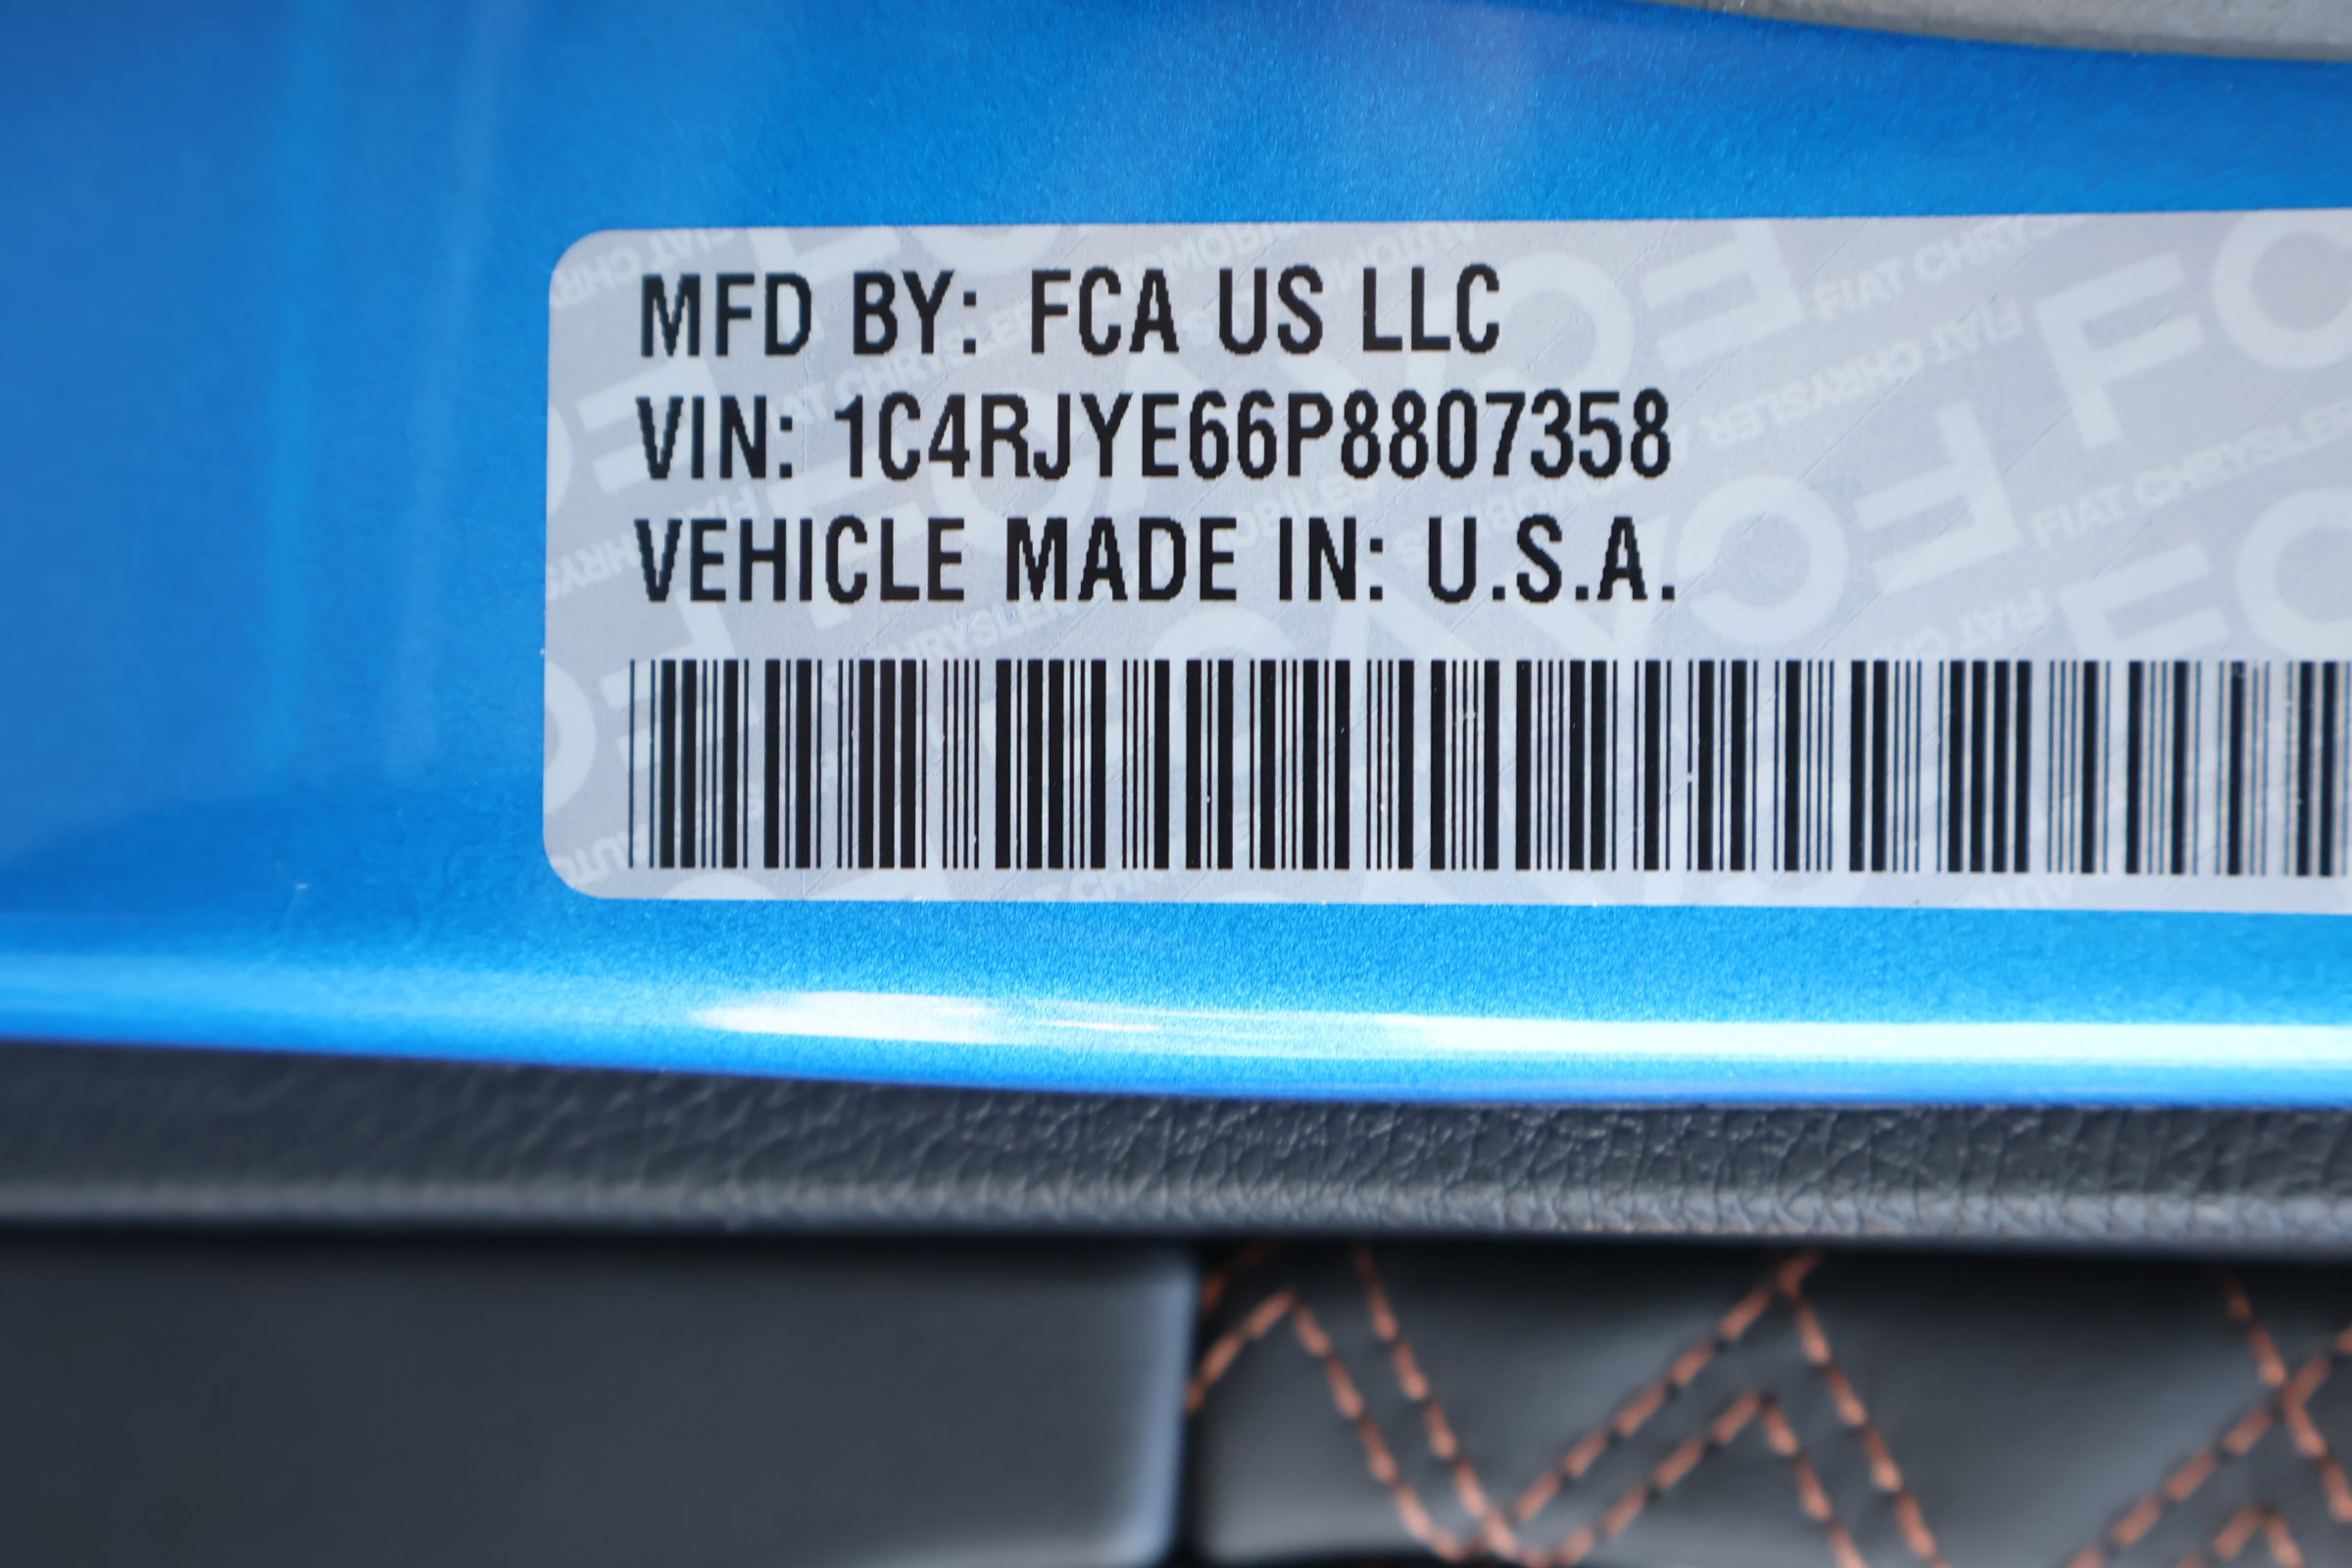 MFD BY: FCA US LLC
VIN: 1C4RJYE66P8807358
VEHICLE MADE IN: U.S.A.